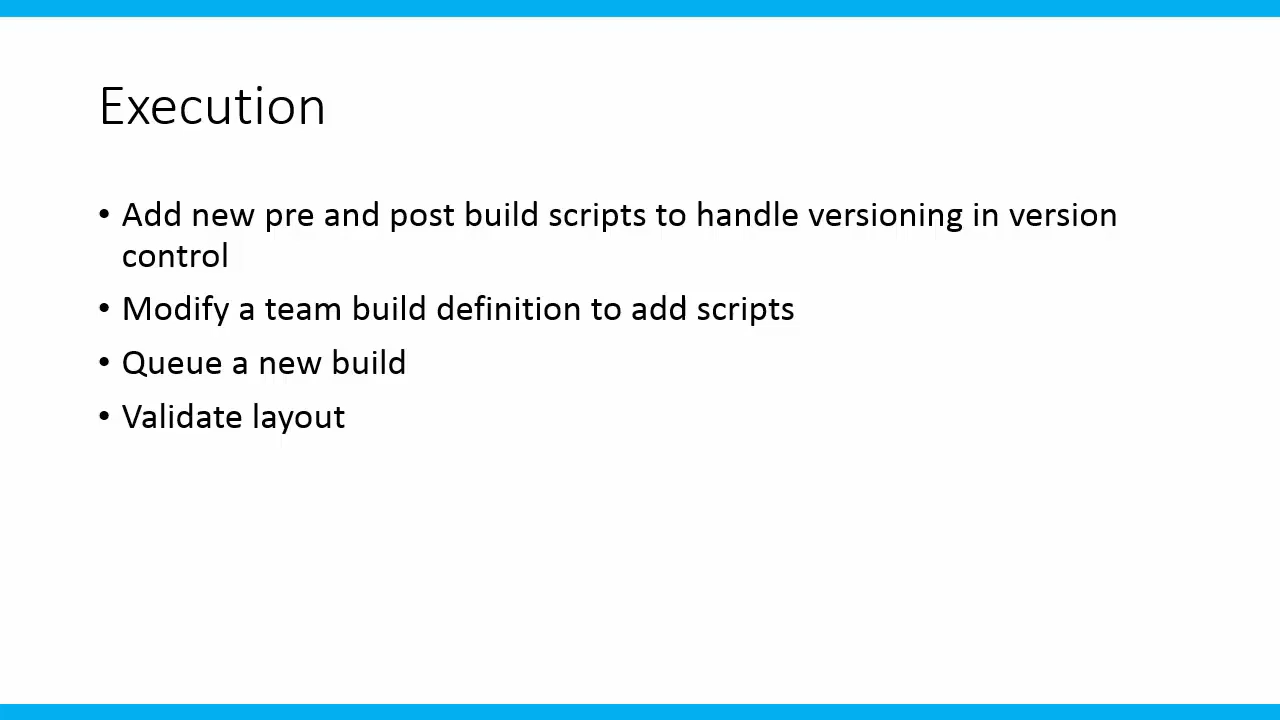 Execution
• Add new pre and post build scripts to handle versioning in version
control
• Modify a team build definition to add scripts
• Queue a new build
• Validate layout